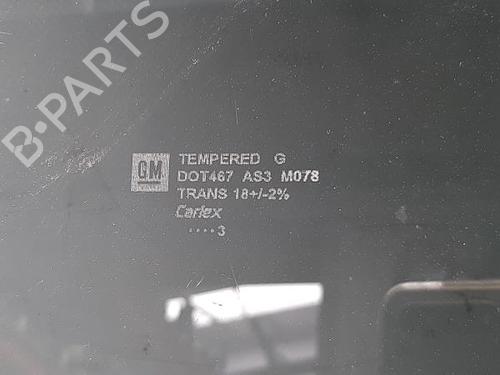 B-PARTS
GM
TEMPERED G
DOT467 AS3 M078
TRANS 18+/-2%
Carlex
....3